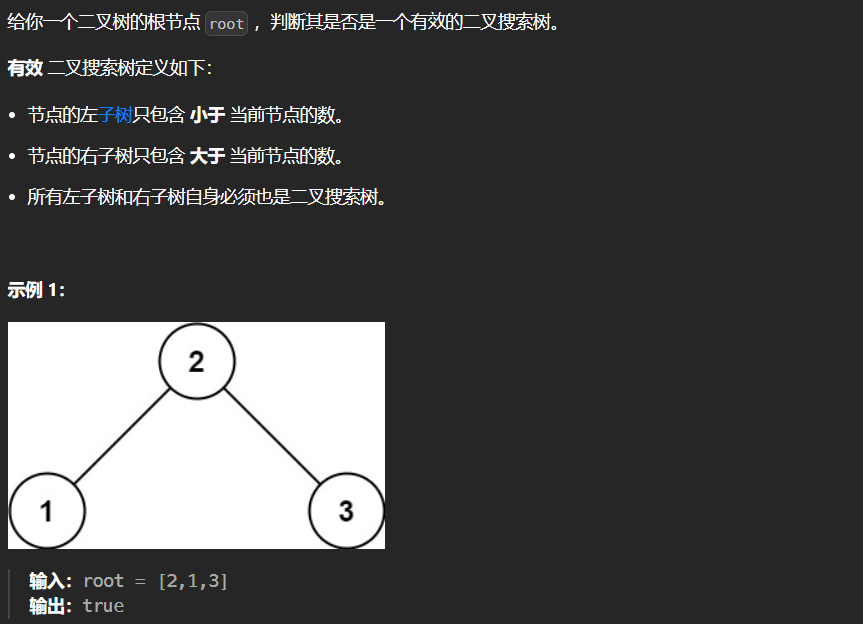 给你一个二叉树的根节点 root ，判断其是否是一个有效的二叉搜索树。
有效 二叉搜索树定义如下：
• 节点的左子树只包含 小于 当前节点的数。
• 节点的右子树只包含 大于 当前节点的数。
• 所有左子树和右子树自身必须也是二叉搜索树。
示例 1：
2
1 3
输入：root = [2,1,3]
输出：true